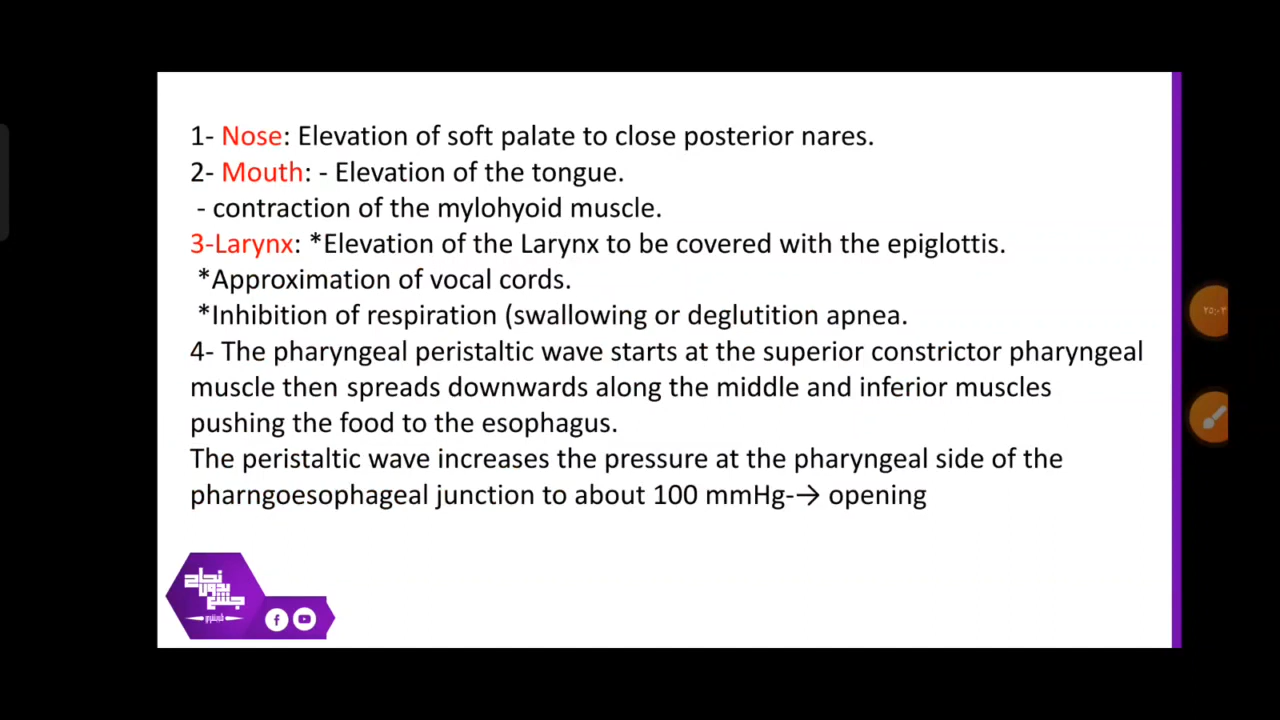 1- Nose: Elevation of soft palate to close posterior nares.
2- Mouth: - Elevation of the tongue.
- contraction of the mylohyoid muscle.
3-Larynx: *Elevation of the Larynx to be covered with the epiglottis.
*Approximation of vocal cords.
*Inhibition of respiration (swallowing or deglutition apnea.
4- The pharyngeal peristaltic wave starts at the superior constrictor pharyngeal
muscle then spreads downwards along the middle and inferior muscles
pushing the food to the esophagus.
The peristaltic wave increases the pressure at the pharyngeal side of the
pharngoesophageal junction to about 100 mmHg-→ opening
٢٥:٠٢
نجاح
بدون